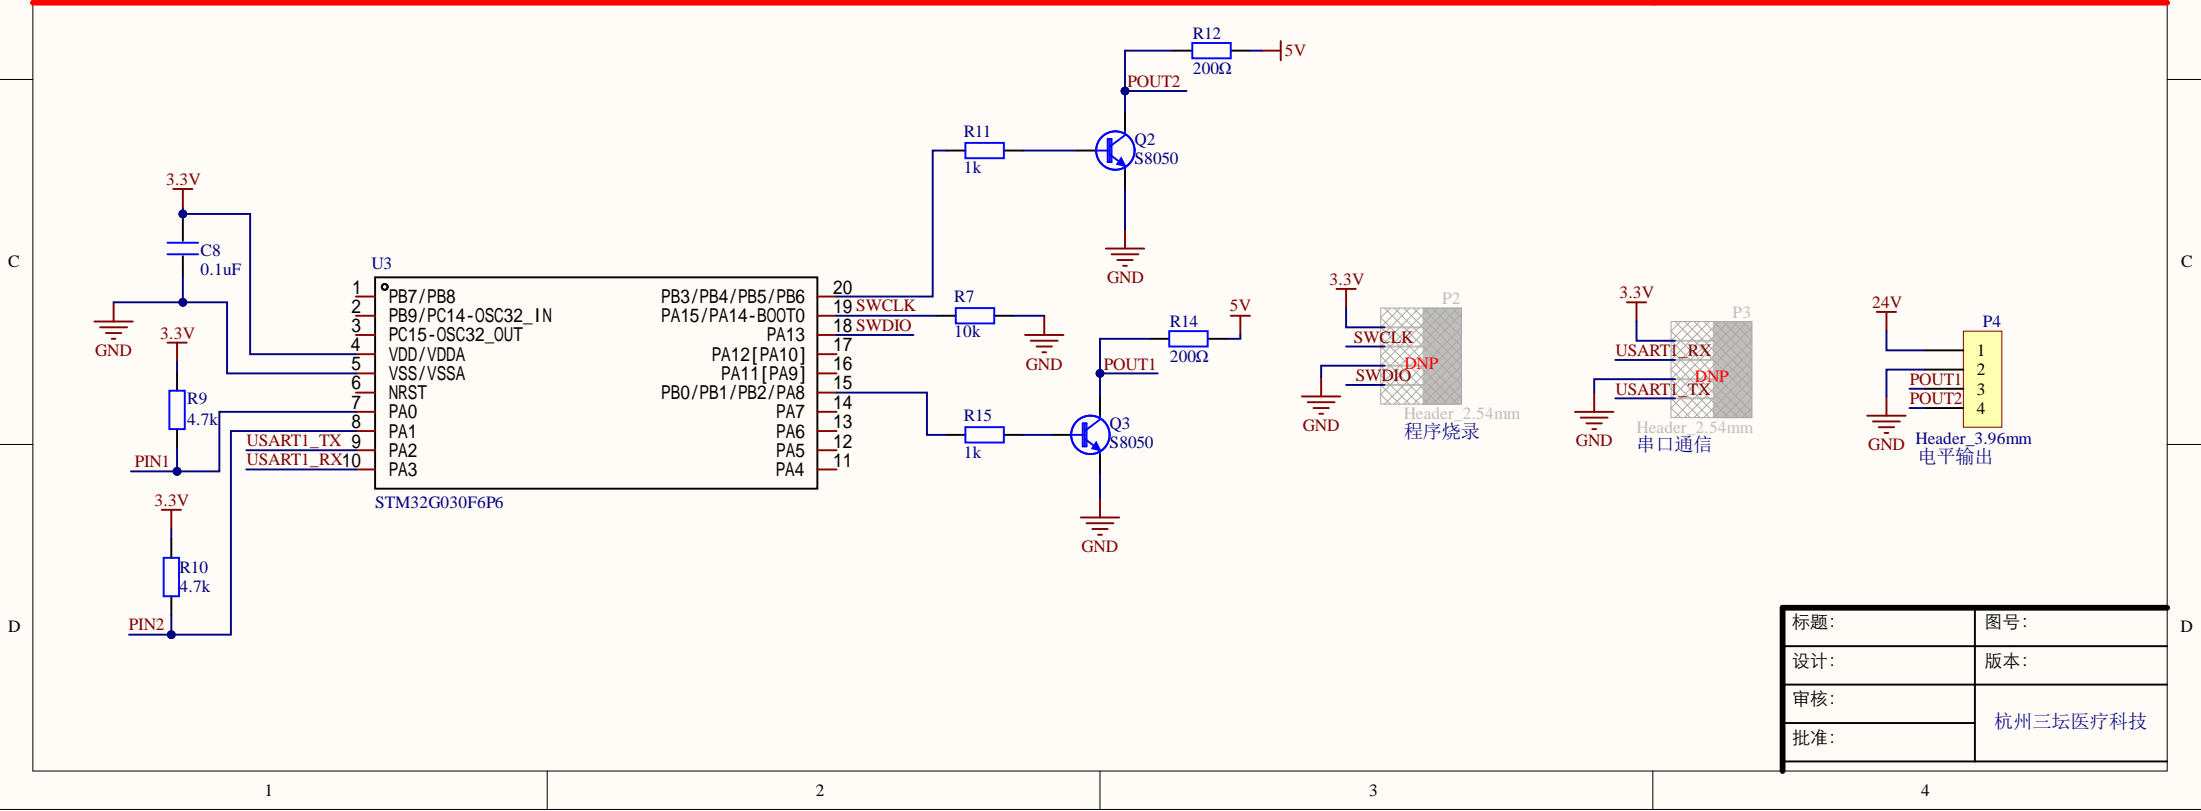 R12
5V
200Ω
POUT2
R11
1k
Q2
S8050
3.3V
C8
0.1uF
GND
GND
U3
1 PB7/PB8
2 PB9/PC14-OSC32_IN
3 PC15-OSC32_OUT
4 VDD/VDDA
5 VSS/VSSA
6 NRST
7 PA0
8 PA1
9 PA2
10 PA3
PB3/PB4/PB5/PB6 20
PA15/PA14-BOOT0 19
PA13 18
PA12[PA10] 17
PA11[PA9] 16
PB0/PB1/PB2/PA8 15
PA7 14
PA6 13
PA5 12
PA4 11
STM32G030F6P6
SWCLK
SWDIO
R7
10k
GND
3.3V
R9
4.7k
PIN1
USART1_TX
USART1_RX
3.3V
R10
4.7k
PIN2
5V
R14
200Ω
POUT1
R15
1k
Q3
S8050
GND
3.3V
P2
SWCLK
DNP
SWDIO
GND
Header_2.54mm
程序烧录
3.3V
P3
USART1_RX
DNP
USART1_TX
GND
Header_2.54mm
串口通信
24V
P4
1
2
POUT1 3
POUT2 4
GND
Header_3.96mm
电平输出
C
C
D
D
标题:
图号:
设计:
版本:
审核:
杭州三坛医疗科技
批准:
1
2
3
4